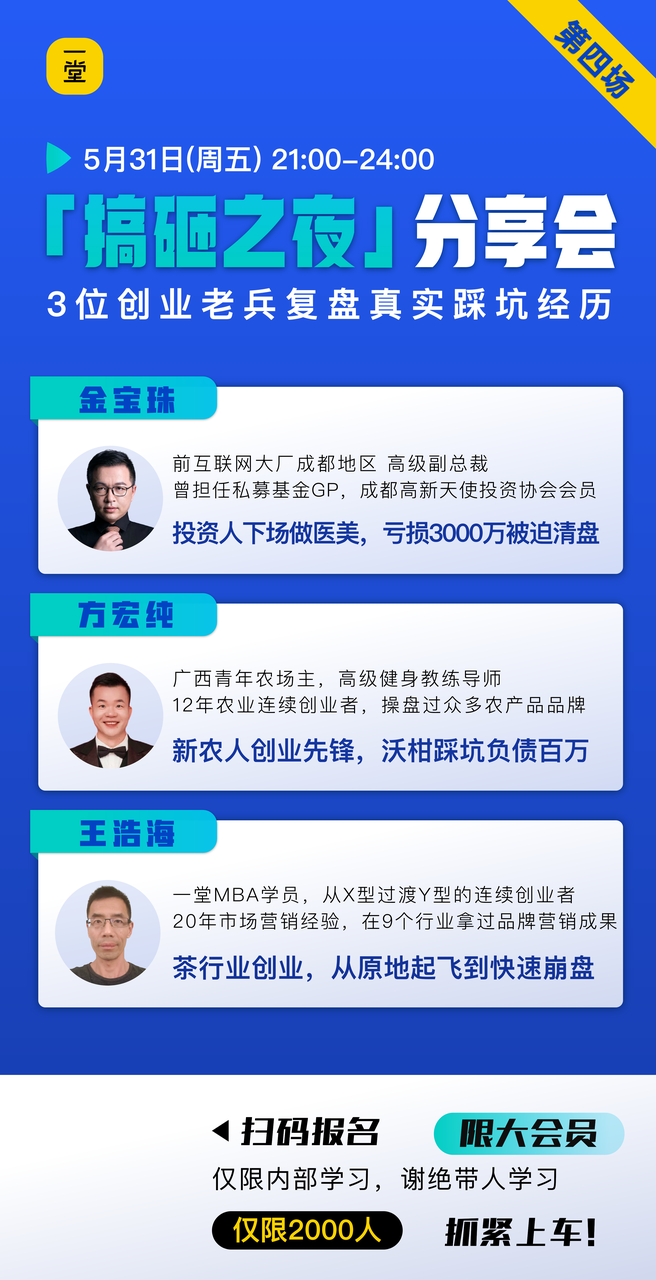 一
堂
第四场
5月31日(周五) 21:00-24:00
「搞砸之夜」分享会
3位创业老兵复盘真实踩坑经历
金宝珠
前互联网大厂成都地区 高级副总裁
曾担任私募基金GP，成都高新天使投资协会会员
投资人下场做医美，亏损3000万被迫清盘
方宏纯
广西青年农场主，高级健身教练导师
12年农业连续创业者，操盘过众多农产品品牌
新农人创业先锋，沃柑踩坑负债百万
王浩海
一堂MBA学员，从X型过渡Y型的连续创业者
20年市场营销经验，在9个行业拿过品牌营销成果
茶行业创业，从原地起飞到快速崩盘
扫码报名 限大会员
仅限内部学习，谢绝带人学习
仅限2000人 抓紧上车!